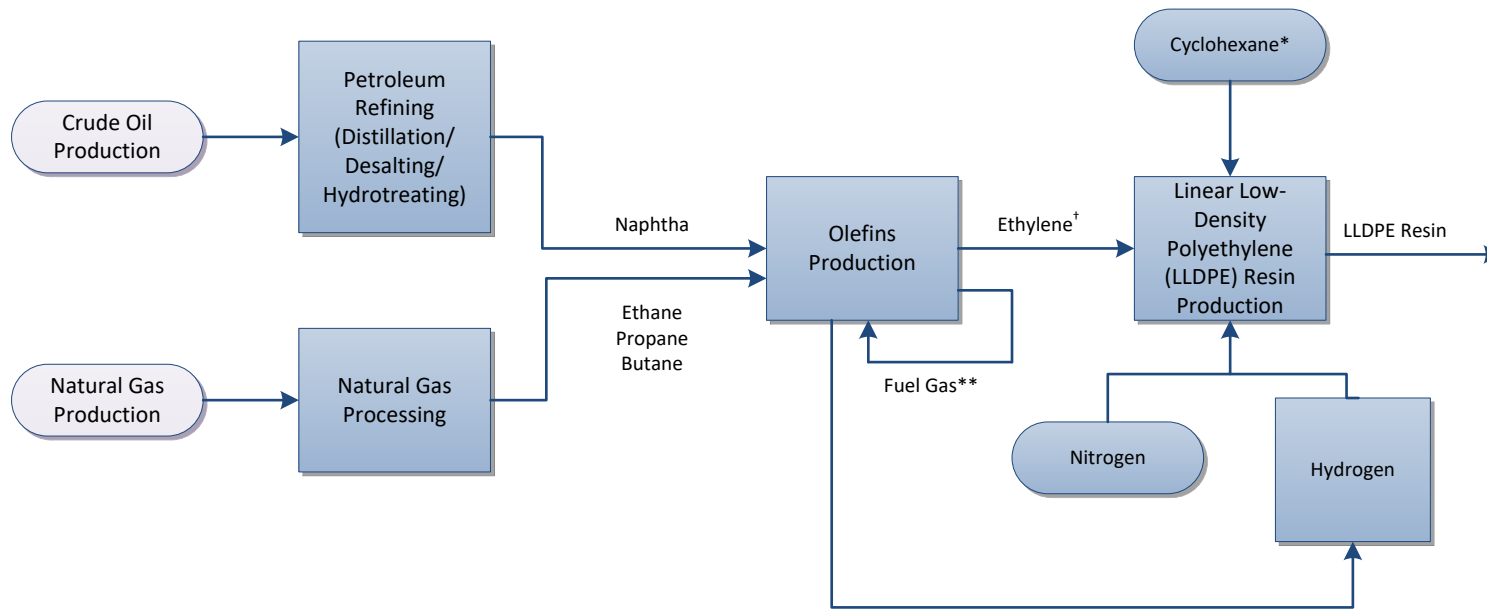 Crude Oil
Production
Petroleum
Refining
(Distillation/
Desalting/
Hydrotreating)
Natural Gas
Production
Natural Gas
Processing
Naphtha
Ethane
Propane
Butane
Olefins
Production
Fuel Gas**
Ethylene†
Cyclohexane*
Linear Low-
Density
Polyethylene
(LLDPE) Resin
Production
LLDPE Resin
Nitrogen
Hydrogen